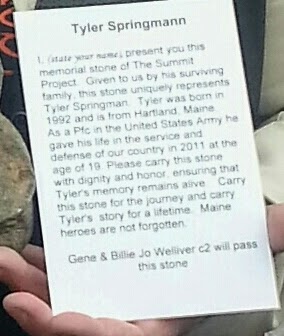 Tyler Springmann
I, (state your name), present you this
memorial stone of The Summit
Project. Given to us by his surviving
family, this stone uniquely represents
Tyler Springman. Tyler was born in
1992 and is from Hartland, Maine.
As a Pfc in the United States Army he
gave his life in the service and
defense of our country in 2011 at the
age of 19. Please carry this stone
with dignity and honor, ensuring that
Tyler's memory remains alive. Carry
this stone for the journey and carry
Tyler's story for a lifetime. Maine
heroes are not forgotten.
Gene & Billie Jo Welliver c2 will pass
this stone